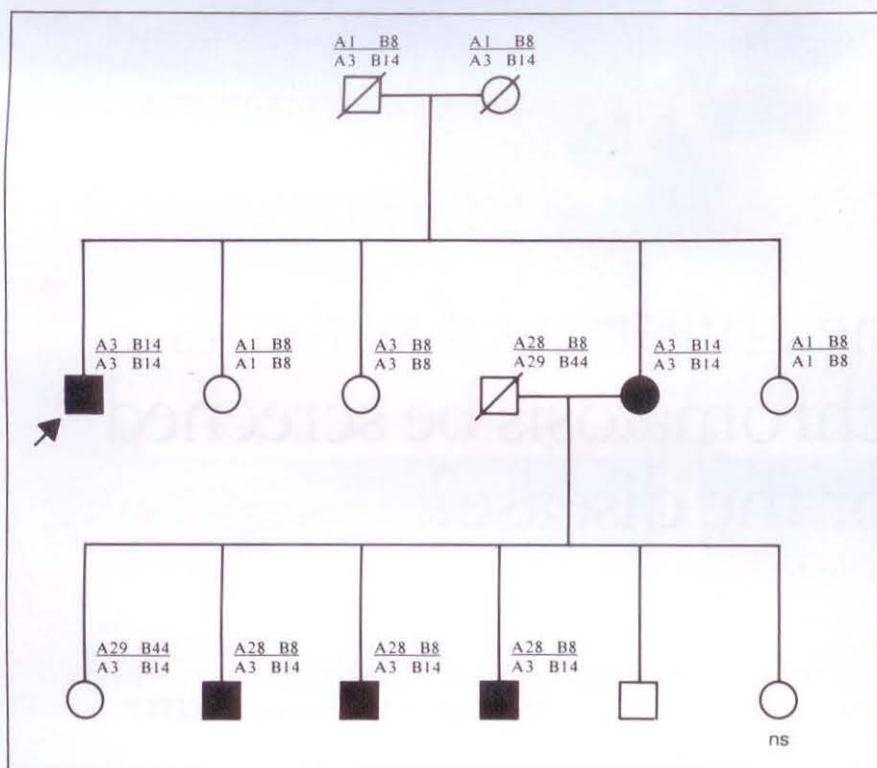 A1 B8 A1 B8
A3 B14 A3 B14
A3 B14 A1 B8 A3 B8 A28 B8 A3 B14 A1 B8
A3 B14 A1 B8 A3 B8 A29 B44 A3 B14 A1 B8
A29 B44 A28 B8 A28 B8 A28 B8
A3 B14 A3 B14 A3 B14 A3 B14
ns